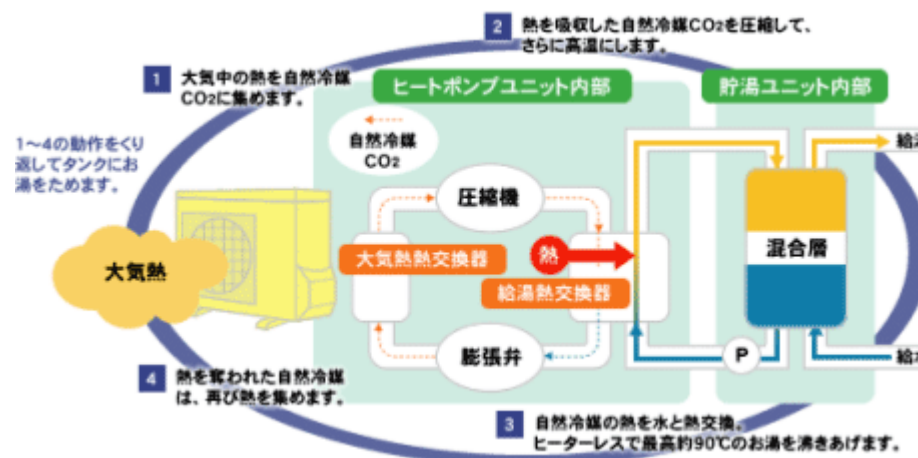 2 熱を吸収した自然冷媒CO2を圧縮して、
さらに高温にします。
1 大気中の熱を自然冷媒
CO2に集めます。
ヒートポンプユニット内部
貯湯ユニット内部
自然冷媒
CO2
1～4の動作をくり
返してタンクにお
湯をためます。
給湯
圧縮機
大気熱
大気熱熱交換器
熱
給湯熱交換器
混合層
膨張弁
P
給水
4 熱を奪われた自然冷媒
は、再び熱を集めます。
3 自然冷媒の熱を水と熱交換。
ヒーターレスで最高約90℃のお湯を沸きあげます。